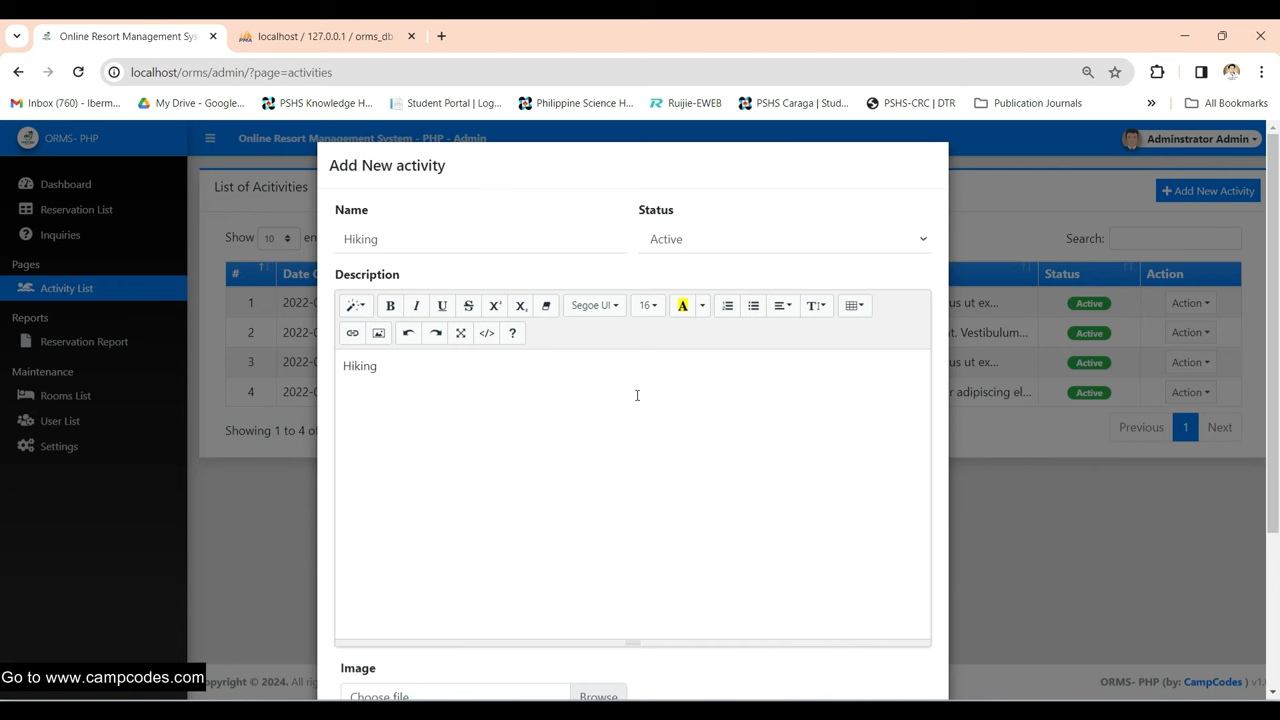 Online Resort Management Sys
localhost / 127.0.0.1 / orms_db
localhost/orms/admin/?page=activities
Inbox (760) - lberm...
My Drive - Google...
PSHS Knowledge H...
Student Portal | Log...
Philippine Science H...
Ruijie-EWEB
PSHS Caraga | Stud...
PSHS-CRC | DTR
Publication Journals
»
All Bookmarks
ORMS- PHP
Online Resort Management System - PHP - Admin
Adminstrator Admin
Dashboard
Reservation List
Inquiries
Pages
Activity List
Reports
Reservation Report
Maintenance
Rooms List
User List
Settings
List of Acitivities
+ Add New Activity
Show 10 en
Search:
# Date C Status Action
1 2022-0 us ut ex... Active Action
2 2022-0 t. Vestibulum... Active Action
3 2022-0 us ut ex... Active Action
4 2022-0 r adipiscing el... Active Action
Showing 1 to 4 of
Previous 1 Next
Add New activity
Name Status
Hiking Active
Description
B I U S X² X₂ Segoe UI 16 A
</> ?
Hiking
Image
Choose file Browse
Go to www.campcodes.com
opyright © 2024. All rig
ORMS- PHP (by: CampCodes ) v1.